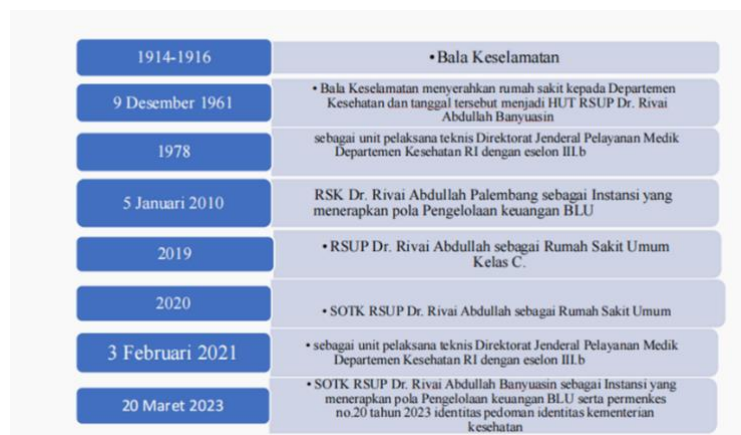 1914-1916
•Bala Keselamatan
9 Desember 1961
• Bala Keselamatan menyerahkan rumah sakit kepada Departemen
Kesehatan dan tanggal tersebut menjadi HUT RSUP Dr. Rivai
Abdullah Banyuasin
1978
sebagai unit pelaksana teknis Direktorat Jenderal Pelayanan Medik
Departemen Kesehatan RI dengan eselon III.b
5 Januari 2010
RSK Dr. Rivai Abdullah Palembang sebagai Instansi yang
menerapkan pola Pengelolaan keuangan BLU
2019
•RSUP Dr. Rivai Abdullah sebagai Rumah Sakit Umum
Kelas C.
2020
• SOTK RSUP Dr. Rivai Abdullah sebagai Rumah Sakit Umum
3 Februari 2021
• sebagai unit pelaksana teknis Direktorat Jenderal Pelayanan Medik
Departemen Kesehatan RI dengan eselon III.b
20 Maret 2023
• SOTK RSUP Dr. Rivai Abdullah Banyuasin sebagai Instansi yang
menerapkan pola Pengelolaan keuangan BLU serta permenkes
no.20 tahun 2023 identitas pedoman identitas kementerian
kesehatan